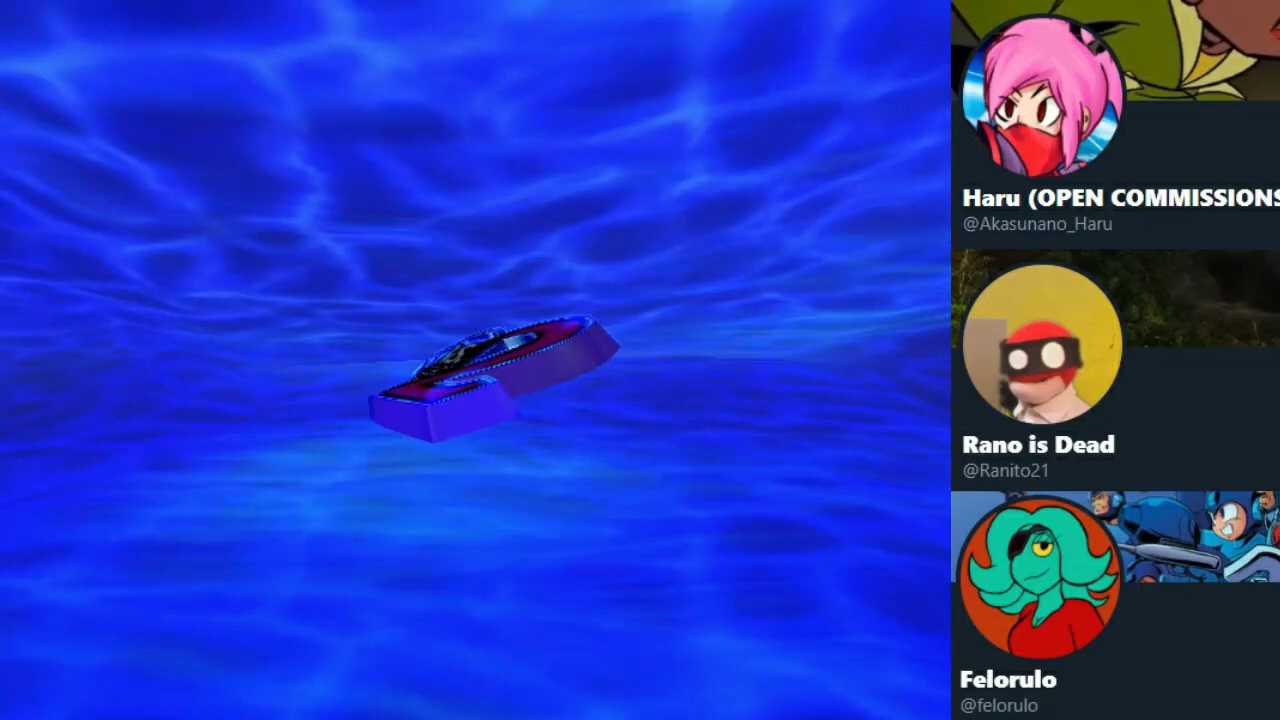 Haru (OPEN COMMISSIONS
@Akasunano_Haru
Rano is Dead
@Ranito21
Felorulo
@felorulo